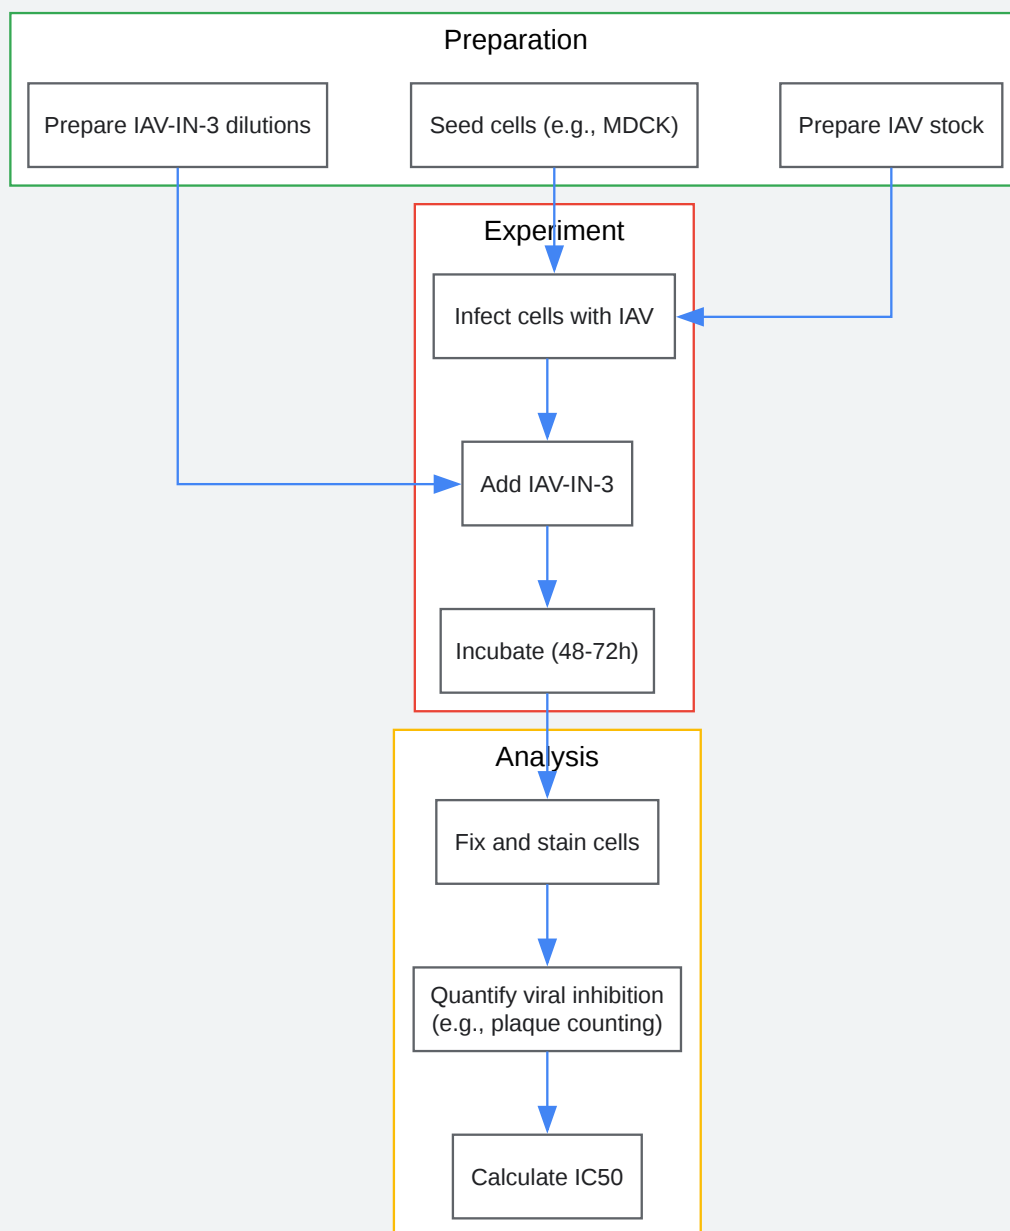 Preparation
Prepare IAV-IN-3 dilutions
Seed cells (e.g., MDCK)
Prepare IAV stock
Experiment
Infect cells with IAV
Add IAV-IN-3
Incubate (48-72h)
Analysis
Fix and stain cells
Quantify viral inhibition
(e.g., plaque counting)
Calculate IC50